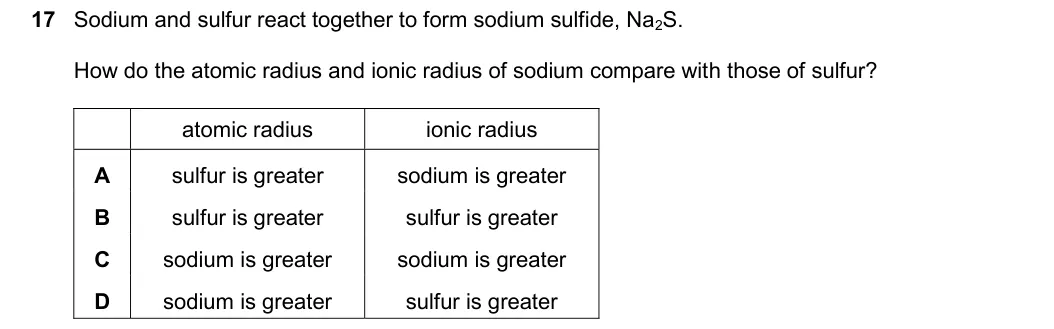 17 Sodium and sulfur react together to form sodium sulfide, Na₂S.
How do the atomic radius and ionic radius of sodium compare with those of sulfur?
atomic radius ionic radius
A sulfur is greater sodium is greater
B sulfur is greater sulfur is greater
C sodium is greater sodium is greater
D sodium is greater sulfur is greater